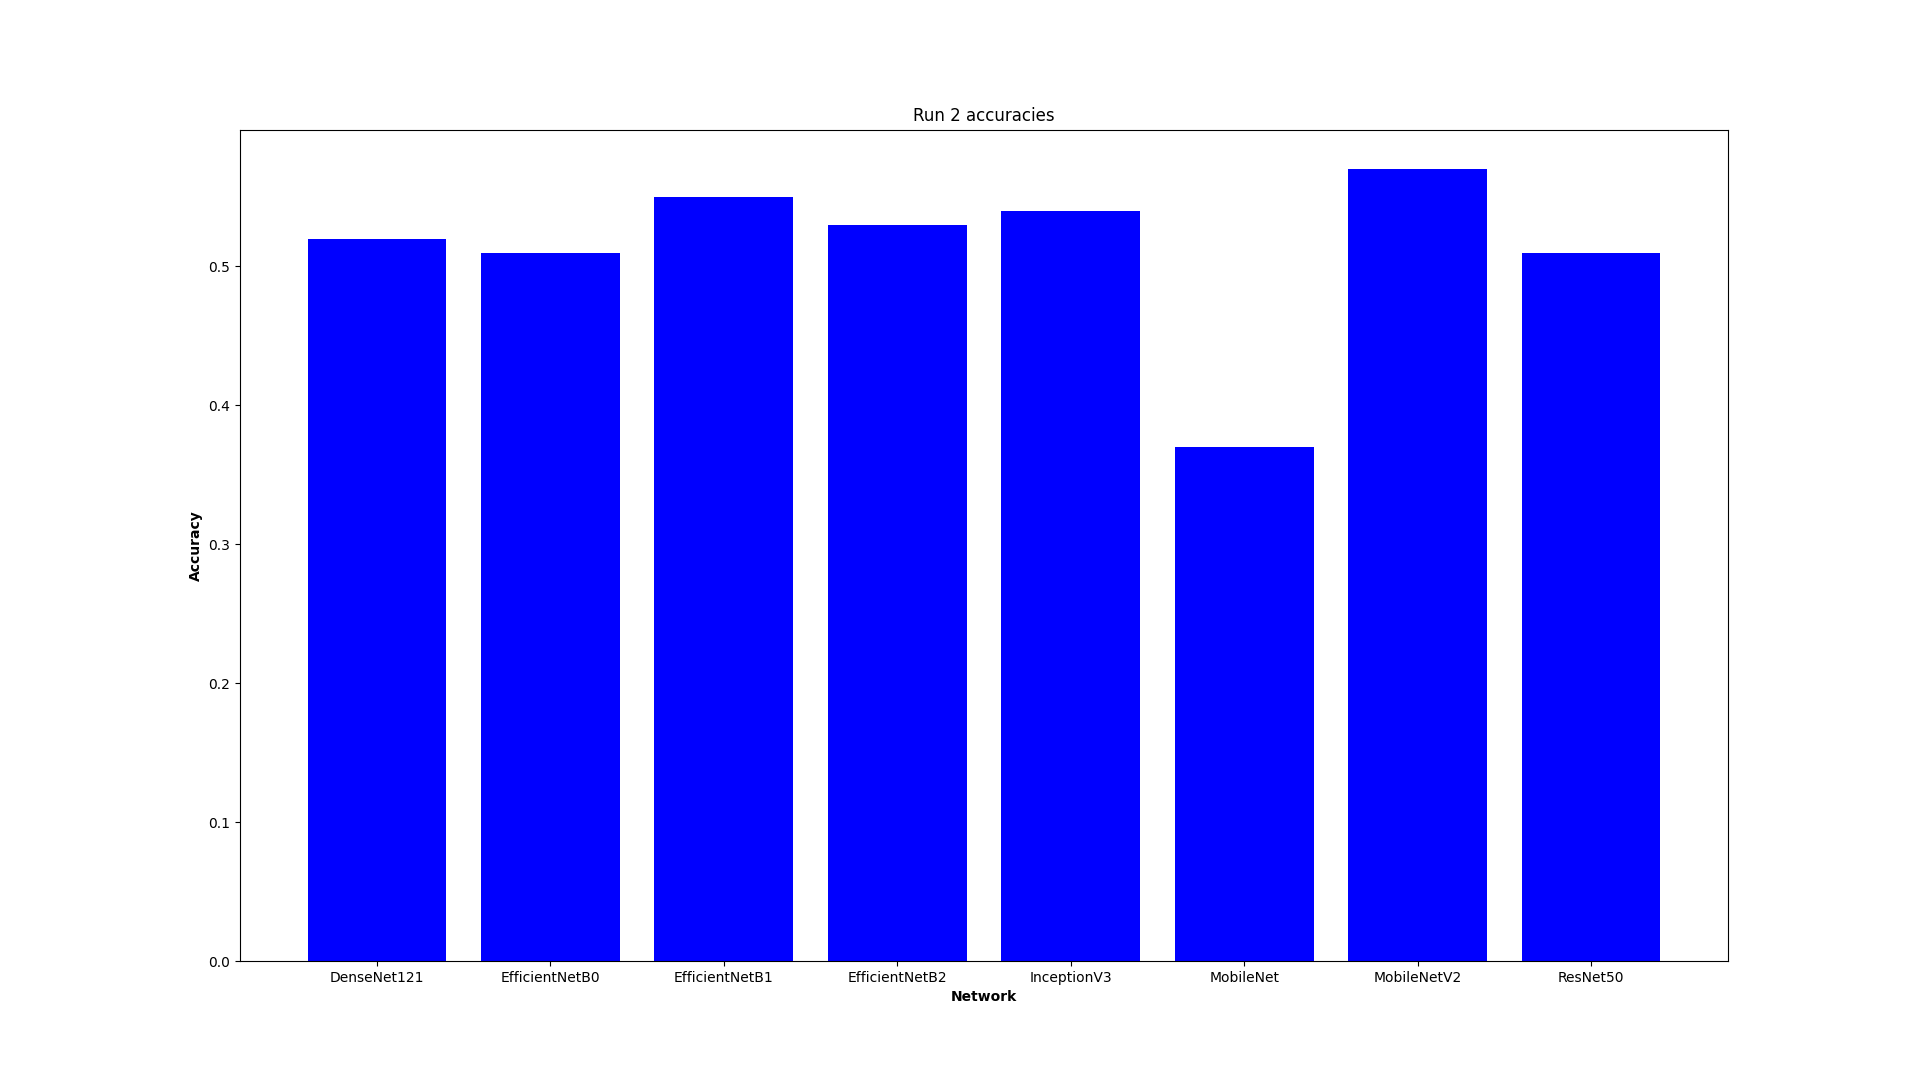 Run 2 accuracies
0.5
0.4
0.3
0.2
0.1
0.0
Accuracy
DenseNet121 EfficientNetB0 EfficientNetB1 EfficientNetB2 InceptionV3 MobileNet MobileNetV2 ResNet50
Network